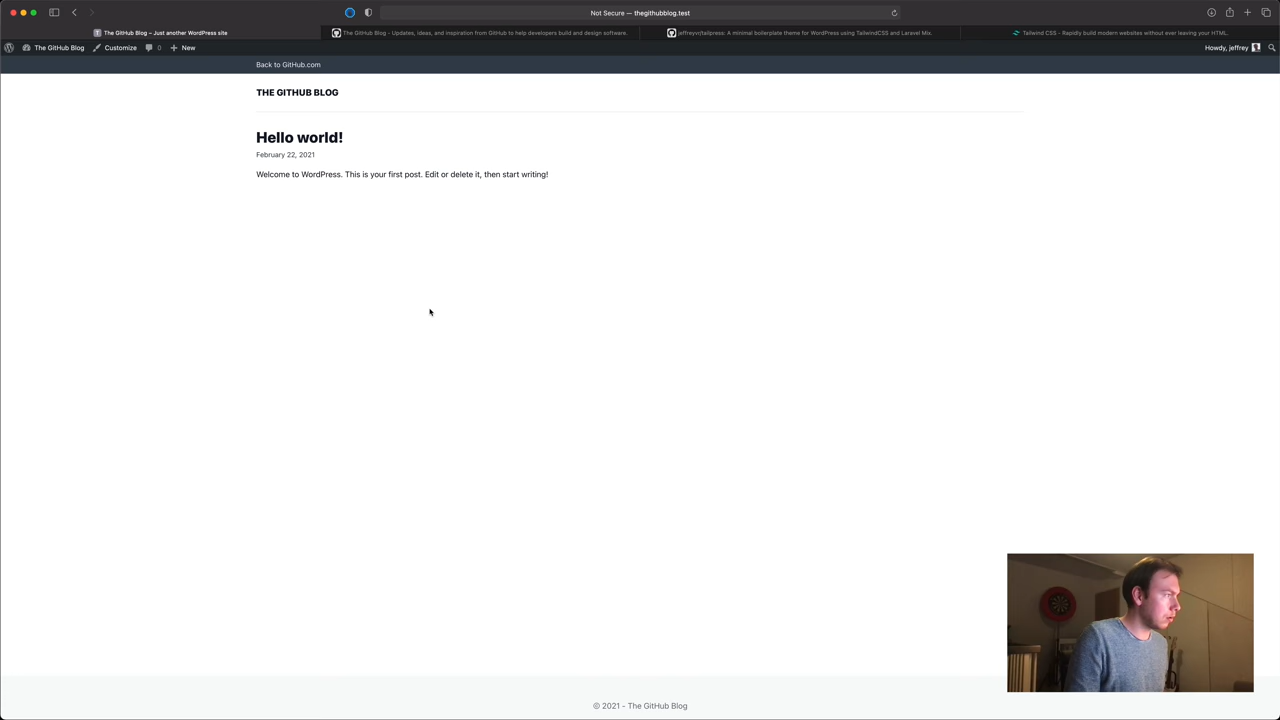 Not Secure — thegithubblog.test
The GitHub Blog – Just another WordPress site
The GitHub Blog - Updates, ideas, and inspiration from GitHub to help developers build and design software.
jeffreyvr/tailpress: A minimal boilerplate theme for WordPress using TailwindCSS and Laravel Mix.
Tailwind CSS - Rapidly build modern websites without ever leaving your HTML.
The GitHub Blog Customize 0 New Howdy, jeffrey
Back to GitHub.com
THE GITHUB BLOG
Hello world!
February 22, 2021
Welcome to WordPress. This is your first post. Edit or delete it, then start writing!
© 2021 - The GitHub Blog